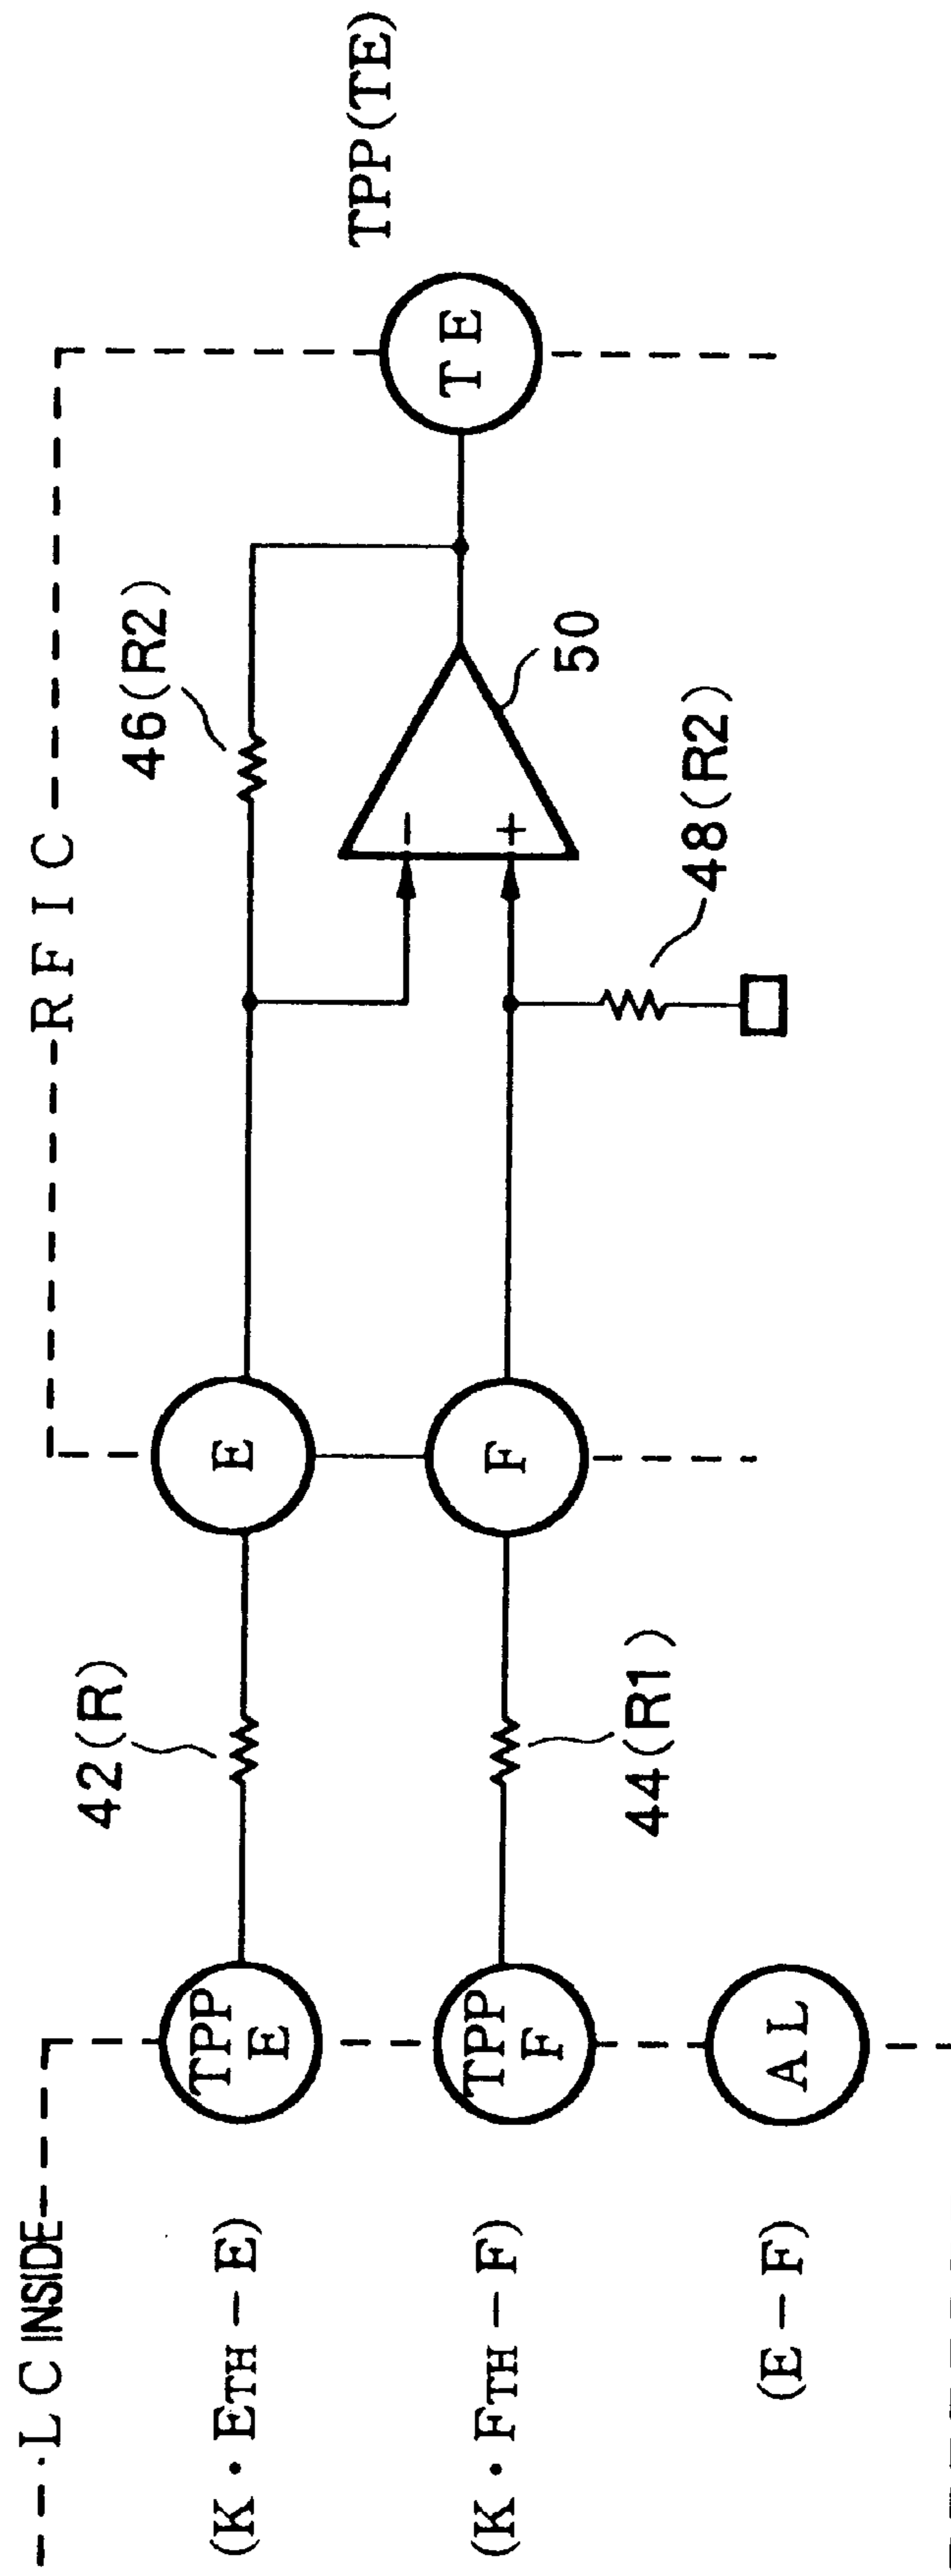 LC INSIDE
RFIC
(K・ETH－E)
TPP
E
42(R)
E
46(R2)
－
＋
50
TE
TPP(TE)
(K・FTH－F)
TPP
F
44(R1)
F
48(R2)
(E－F)
AL